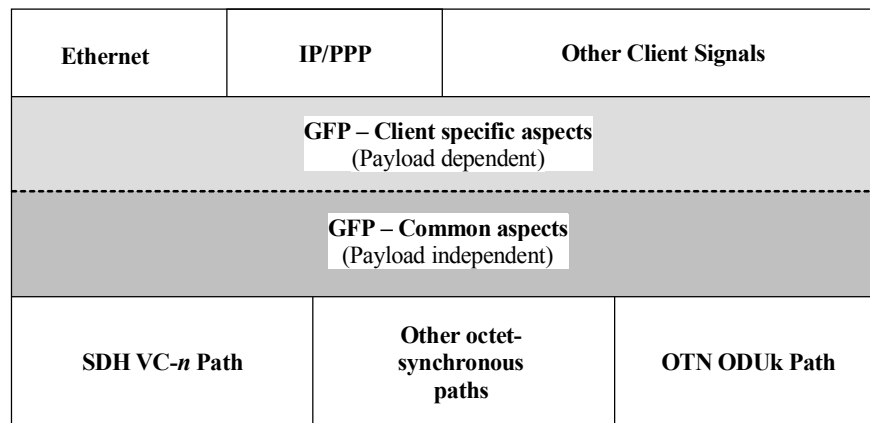 Ethernet
IP/PPP
Other Client Signals
GFP – Client specific aspects
(Payload dependent)
GFP – Common aspects
(Payload independent)
SDH VC-n Path
Other octet-
synchronous
paths
OTN ODUk Path